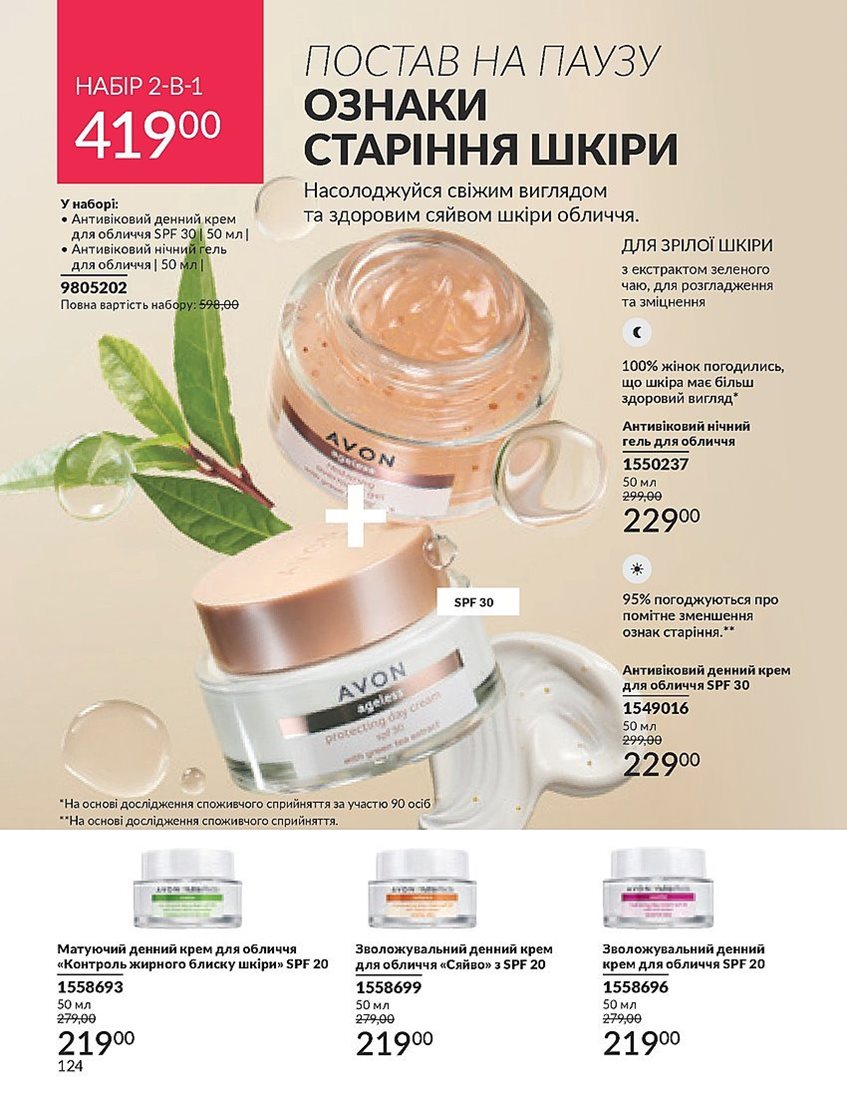 НАБІР 2-В-1
419⁰⁰
ПОСТАВ НА ПАУЗУ
ОЗНАКИ
СТАРІННЯ ШКІРИ
Насолоджуйся свіжим виглядом
та здоровим сяйвом шкіри обличчя.
У наборі:
• Антивіковий денний крем
для обличчя SPF 30 | 50 мл |
• Антивіковий нічний гель
для обличчя | 50 мл |
9805202
Повна вартість набору: 598,00
ДЛЯ ЗРІЛОЇ ШКІРИ
з екстрактом зеленого
чаю, для розгладження
та зміцнення
100% жінок погодились,
що шкіра має більш
здоровий вигляд*
Антивіковий нічний
гель для обличчя
1550237
50 мл
299,00
229⁰⁰
AVON
ageless
+
SPF 30
AVON
ageless
protecting day cream
spf 30
with green tea extract
95% погоджуються про
помітне зменшення
ознак старіння.**
Антивіковий денний крем
для обличчя SPF 30
1549016
50 мл
299,00
229⁰⁰
*На основі дослідження споживчого сприйняття за участю 90 осіб
**На основі дослідження споживчого сприйняття.
Матуючий денний крем для обличчя
«Контроль жирного блиску шкіри» SPF 20
1558693
50 мл
279,00
219⁰⁰
Зволожувальний денний крем
для обличчя «Сяйво» з SPF 20
1558699
50 мл
279,00
219⁰⁰
Зволожувальний денний
крем для обличчя SPF 20
1558696
50 мл
279,00
219⁰⁰
124